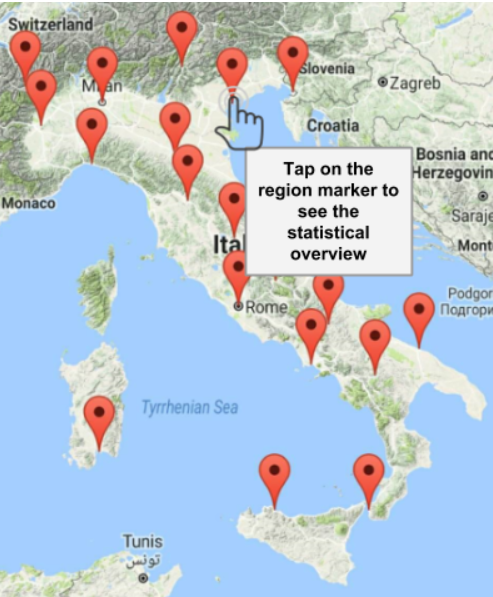 Switzerland
Milan
Slovenia
Zagreb
Croatia
Bosnia and
Herzegovin
Monaco
Saraje
Tap on the
region marker to
see the
statistical
overview
Ital
Mont
Podgor
Подгори
Rome
Tyrrhenian Sea
Tunis
تونس